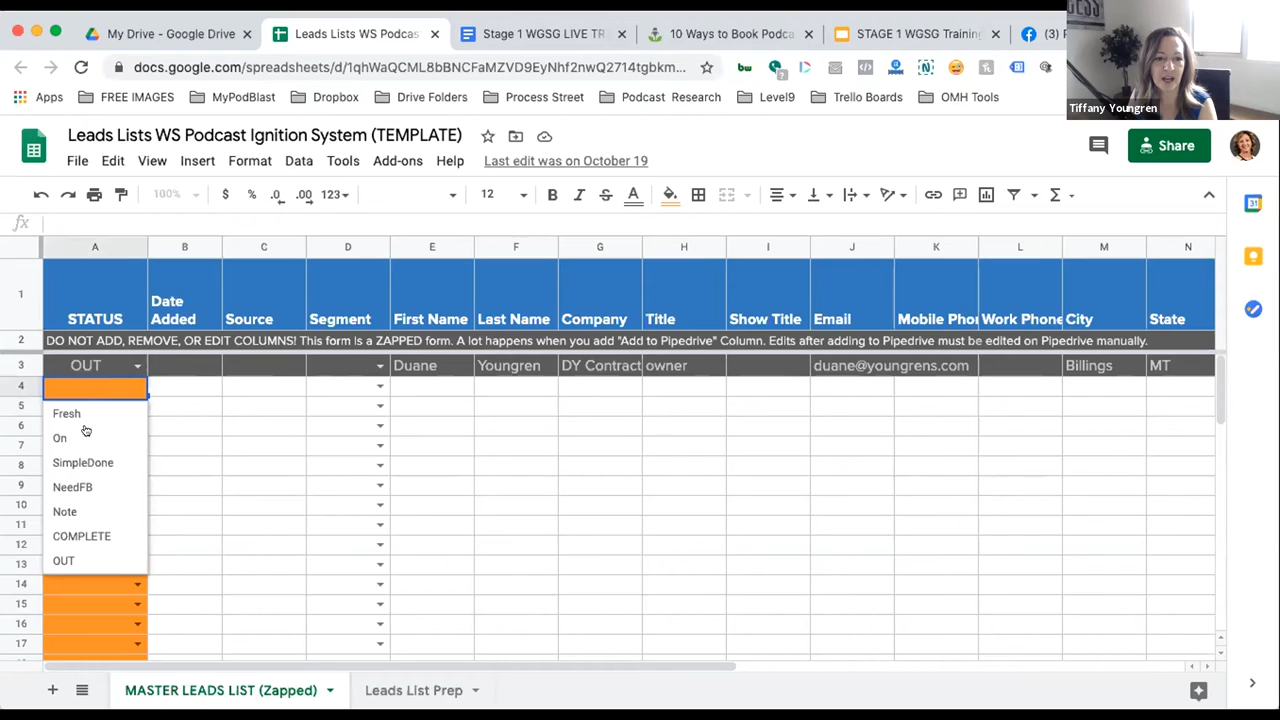 My Drive - Google Drive
Leads Lists WS Podcas
Stage 1 WGSG LIVE TR
10 Ways to Book Podca
STAGE 1 WGSG Training
(3)
docs.google.com/spreadsheets/d/1qhWaQCML8bBNCFaMZVD9EyNhf2nwQ2714tgbkm...
Apps
FREE IMAGES
MyPodBlast
Dropbox
Drive Folders
Process Street
Podcast Research
Level9
Trello Boards
OMH Tools
Tiffany Youngren
Leads Lists WS Podcast Ignition System (TEMPLATE)
File Edit View Insert Format Data Tools Add-ons Help Last edit was on October 19
Share
100% $ % .0 .00 123 12 B I S A
fx
A B C D E F G H I J K L M N
1 STATUS Date Added Source Segment First Name Last Name Company Title Show Title Email Mobile Pho Work Phone City State
2 DO NOT ADD, REMOVE, OR EDIT COLUMNS! This form is a ZAPPED form. A lot happens when you add "Add to Pipedrive" Column. Edits after adding to Pipedrive must be edited on Pipedrive manually.
3 OUT Duane Youngren DY Contract owner duane@youngrens.com Billings MT
4
5
Fresh
6
On
7
8
SimpleDone
9
NeedFB
10
Note
11
12
COMPLETE
13
OUT
14
15
16
17
MASTER LEADS LIST (Zapped)
Leads List Prep